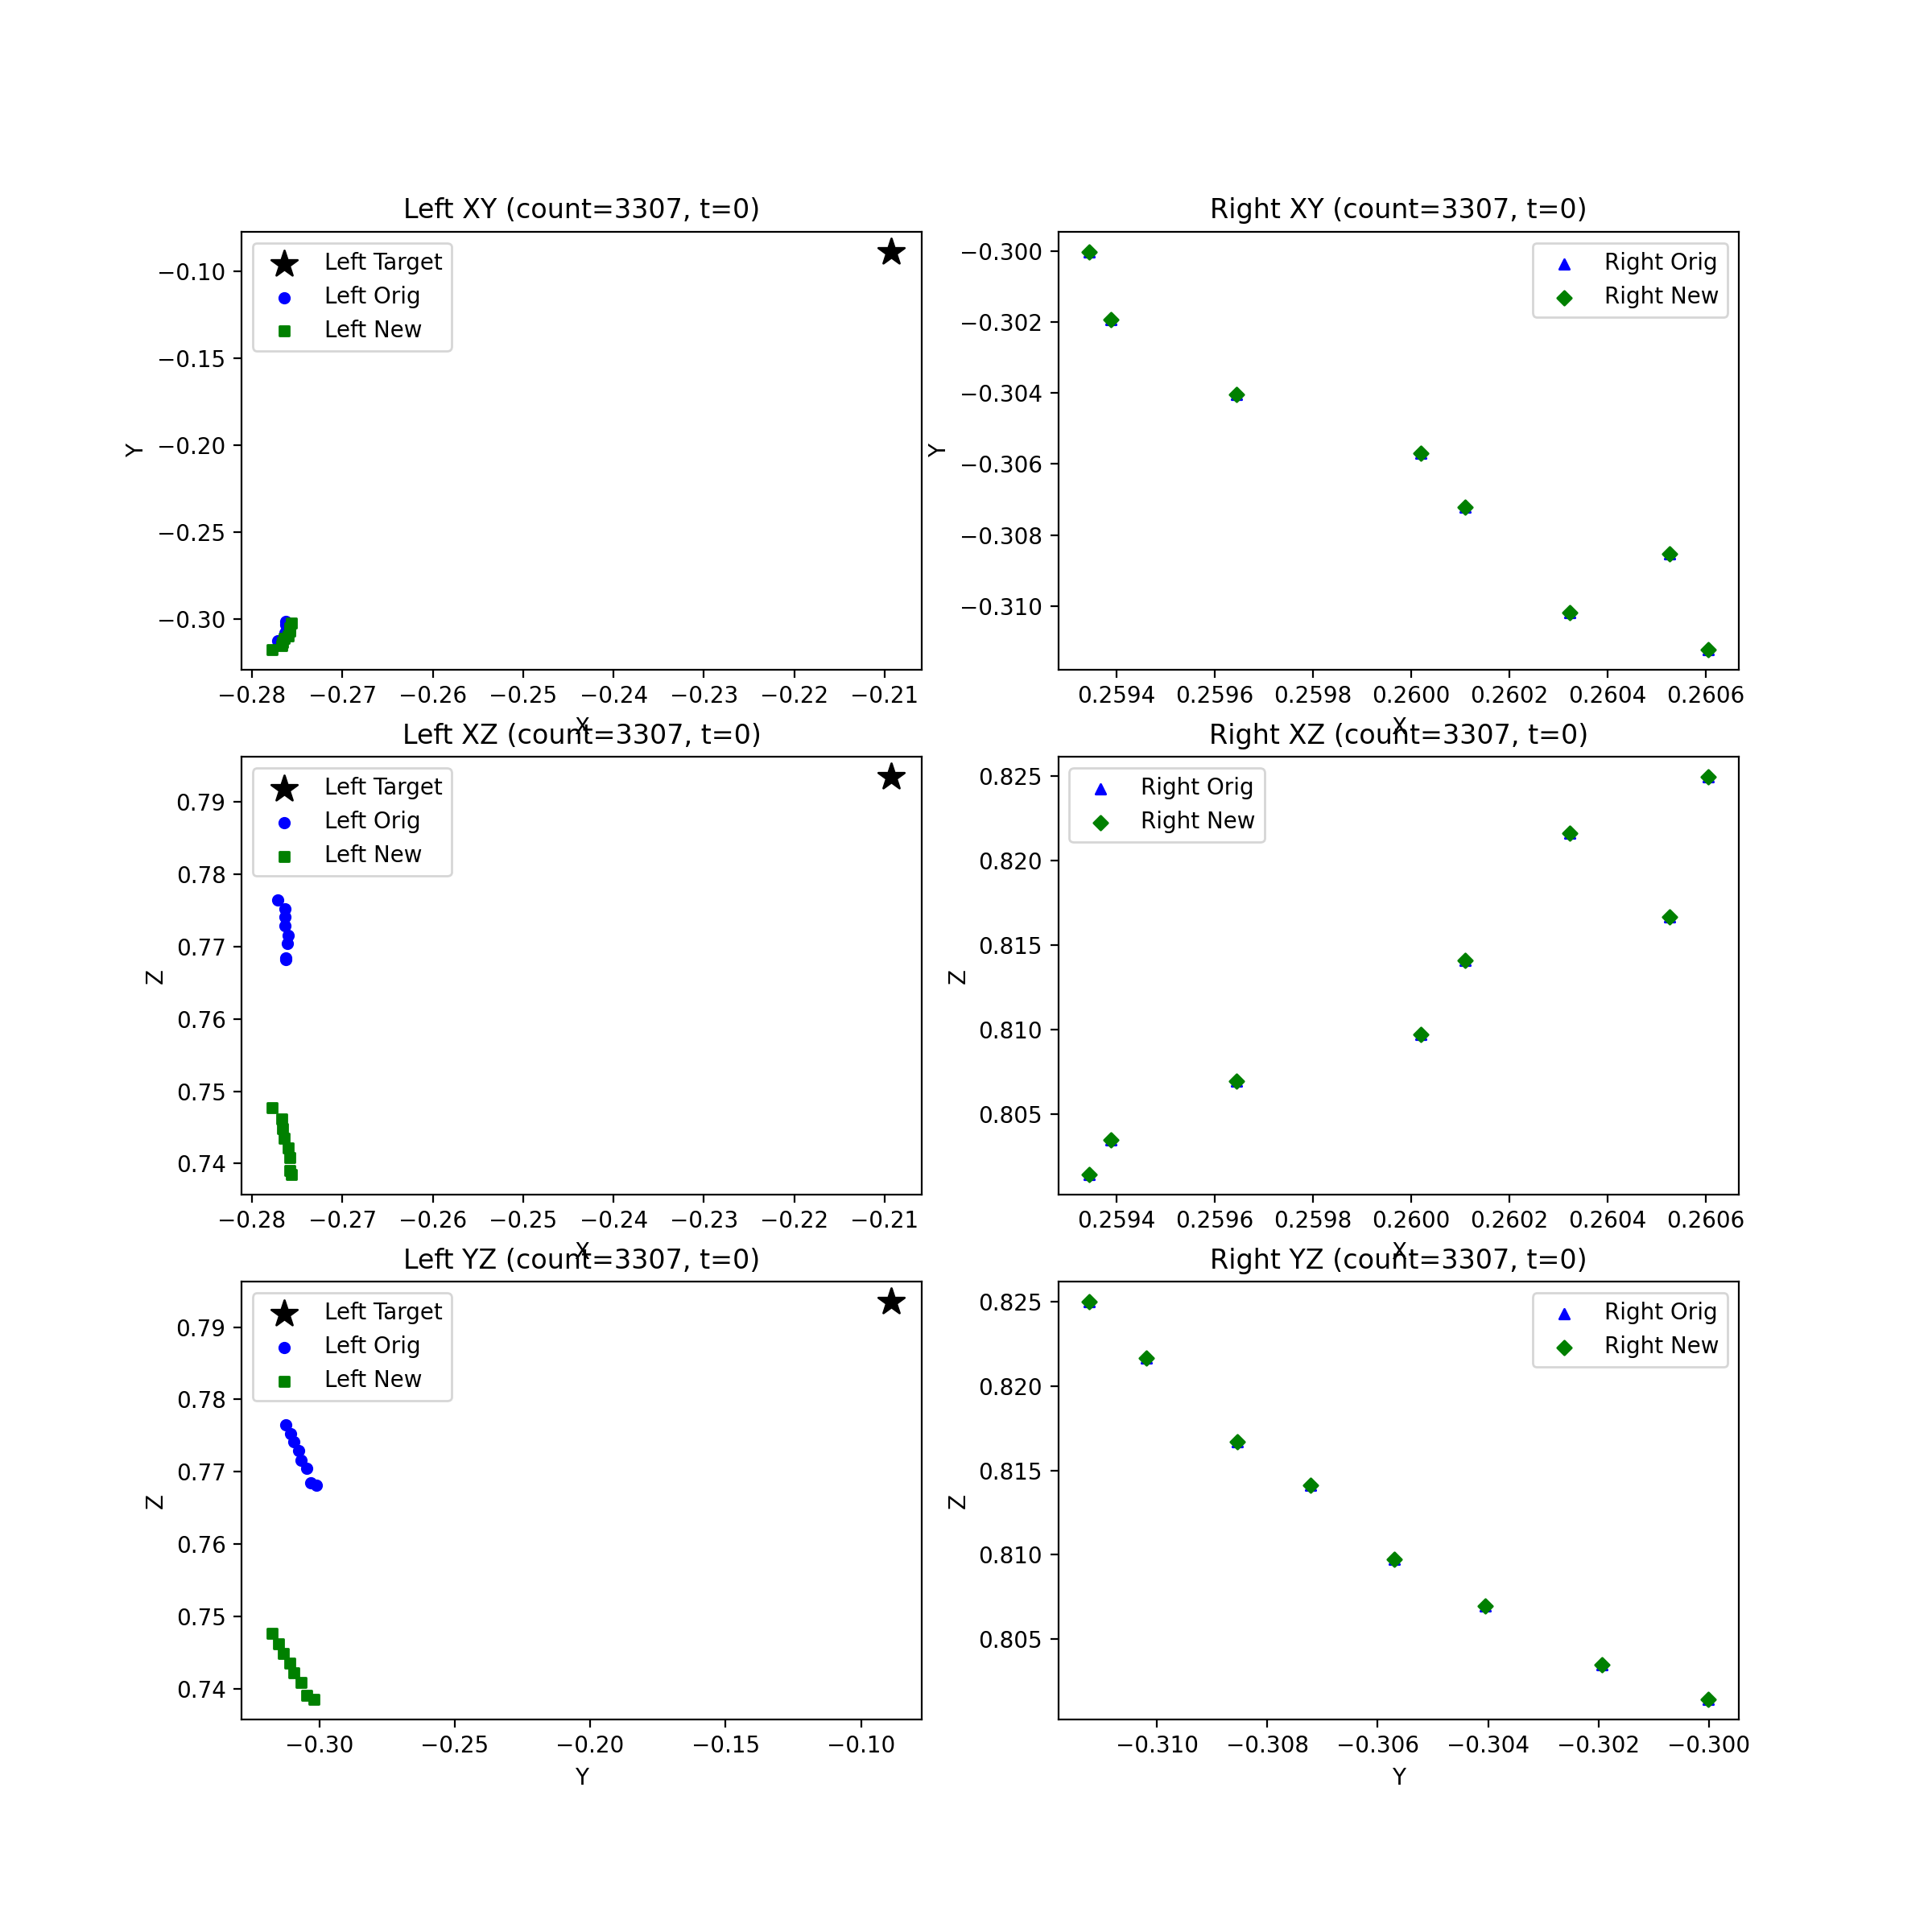 Left XY (count=3307, t=0)
Left Target
Left Orig
Left New
−0.10
−0.15
−0.20
−0.25
−0.30
Y
−0.28 −0.27 −0.26 −0.25 −0.24 −0.23 −0.22 −0.21
X
Right XY (count=3307, t=0)
Right Orig
Right New
−0.300
−0.302
−0.304
−0.306
−0.308
−0.310
Y
0.2594 0.2596 0.2598 0.2600 0.2602 0.2604 0.2606
X
Left XZ (count=3307, t=0)
Left Target
Left Orig
Left New
0.79
0.78
0.77
0.76
0.75
0.74
Z
−0.28 −0.27 −0.26 −0.25 −0.24 −0.23 −0.22 −0.21
X
Right XZ (count=3307, t=0)
Right Orig
Right New
0.825
0.820
0.815
0.810
0.805
Z
0.2594 0.2596 0.2598 0.2600 0.2602 0.2604 0.2606
X
Left YZ (count=3307, t=0)
Left Target
Left Orig
Left New
0.79
0.78
0.77
0.76
0.75
0.74
Z
−0.30 −0.25 −0.20 −0.15 −0.10
Y
Right YZ (count=3307, t=0)
Right Orig
Right New
0.825
0.820
0.815
0.810
0.805
Z
−0.310 −0.308 −0.306 −0.304 −0.302 −0.300
Y